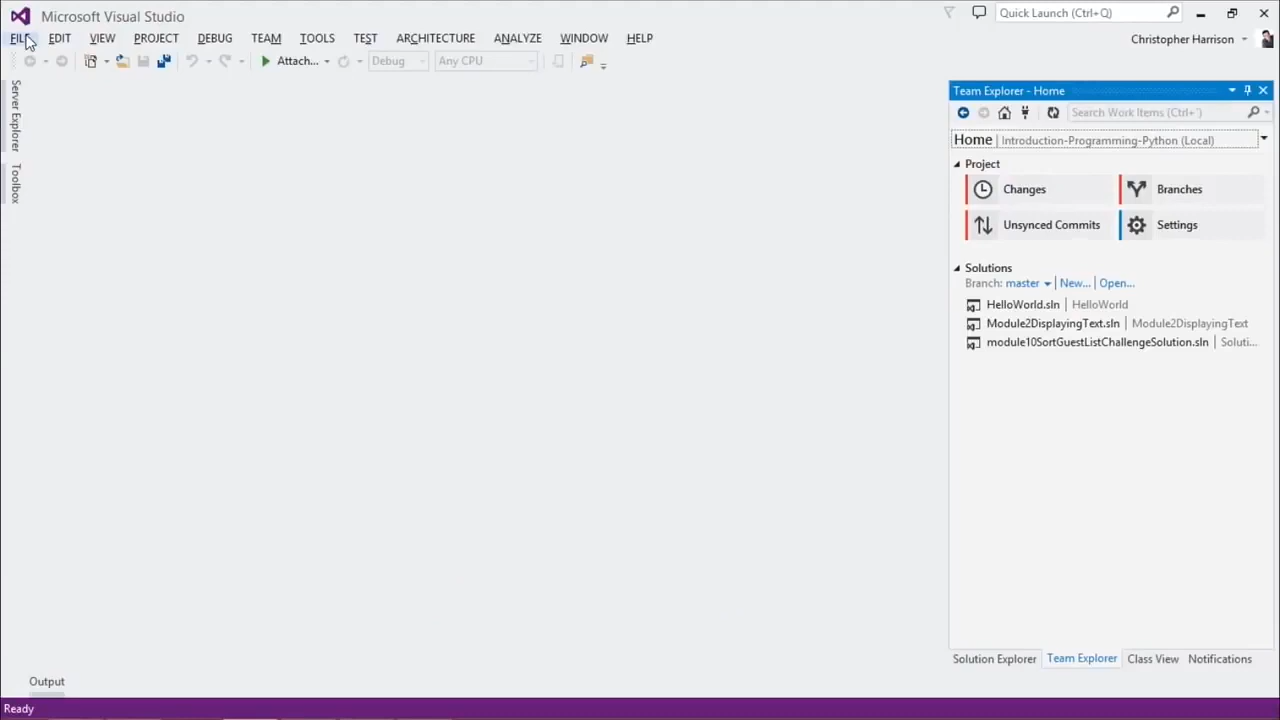 Microsoft Visual Studio
Quick Launch (Ctrl+Q)
FILE EDIT VIEW PROJECT DEBUG TEAM TOOLS TEST ARCHITECTURE ANALYZE WINDOW HELP
Christopher Harrison
Attach... Debug Any CPU
Server Explorer
Toolbox
Team Explorer - Home
Search Work Items (Ctrl+´)
Home | Introduction-Programming-Python (Local)
Project
Changes Branches
Unsynced Commits Settings
Solutions
Branch: master | New... | Open...
HelloWorld.sln | HelloWorld
Module2DisplayingText.sln | Module2DisplayingText
module10SortGuestListChallengeSolution.sln | Soluti...
Solution Explorer Team Explorer Class View Notifications
Output
Ready